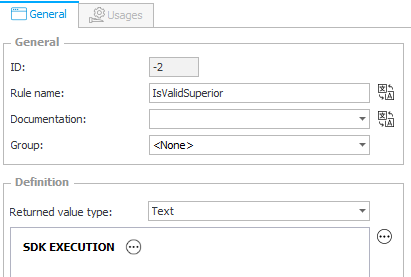 General
Usages
General
ID:
-2
Rule name:
IsValidSuperior
Documentation:
Group:
<None>
Definition
Returned value type:
Text
SDK EXECUTION